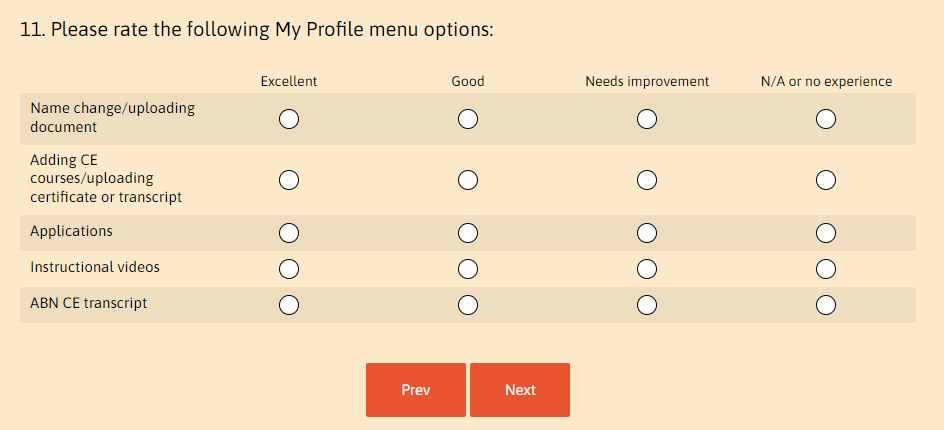 11. Please rate the following My Profile menu options:
Excellent Good Needs improvement N/A or no experience
Name change/uploading
document
Adding CE
courses/uploading
certificate or transcript
Applications
Instructional videos
ABN CE transcript
Prev Next